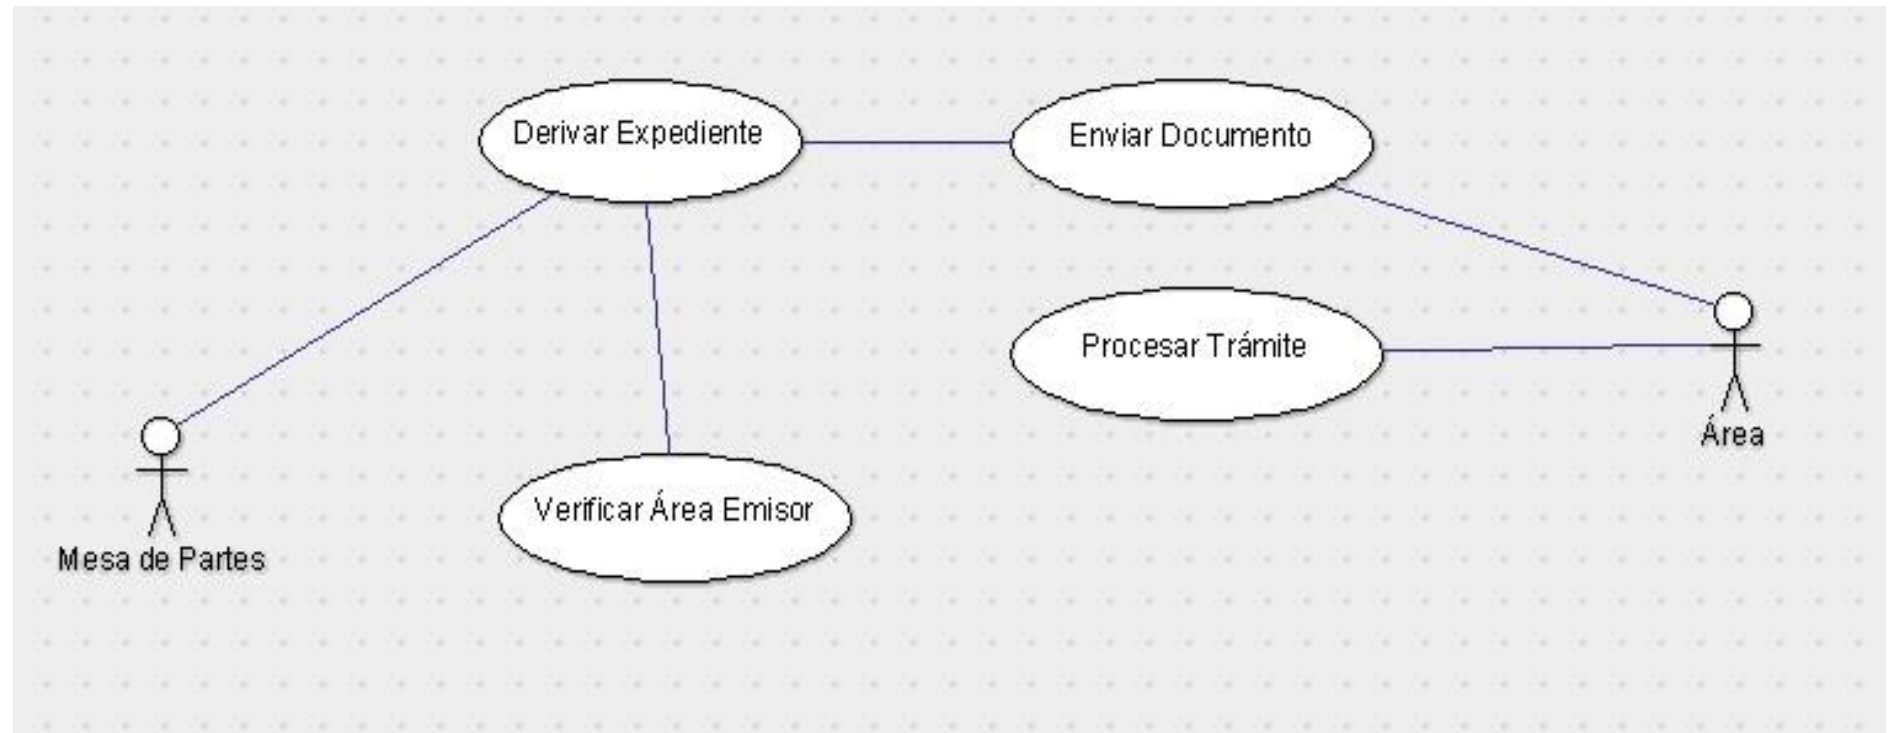 Derivar Expediente
Enviar Documento
Procesar Trámite
Área
Verificar Área Emisor
Mesa de Partes